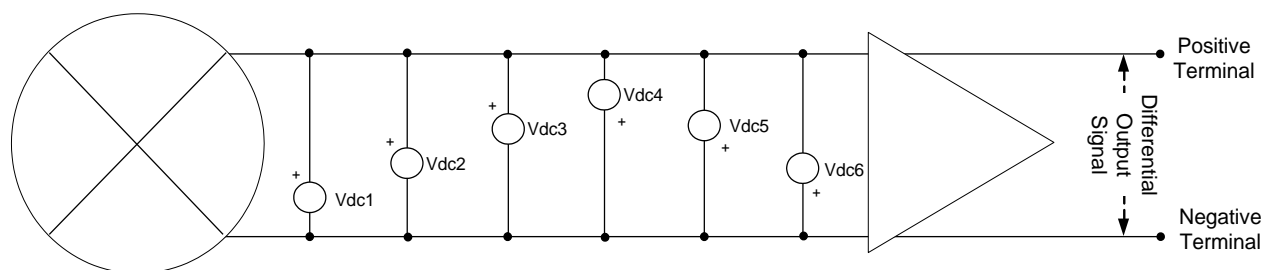 +
Vdc1
+
Vdc2
+
Vdc3
Vdc4
+
Vdc5
+
Vdc6
+
Positive
Terminal
Differential
Output
Signal
Negative
Terminal